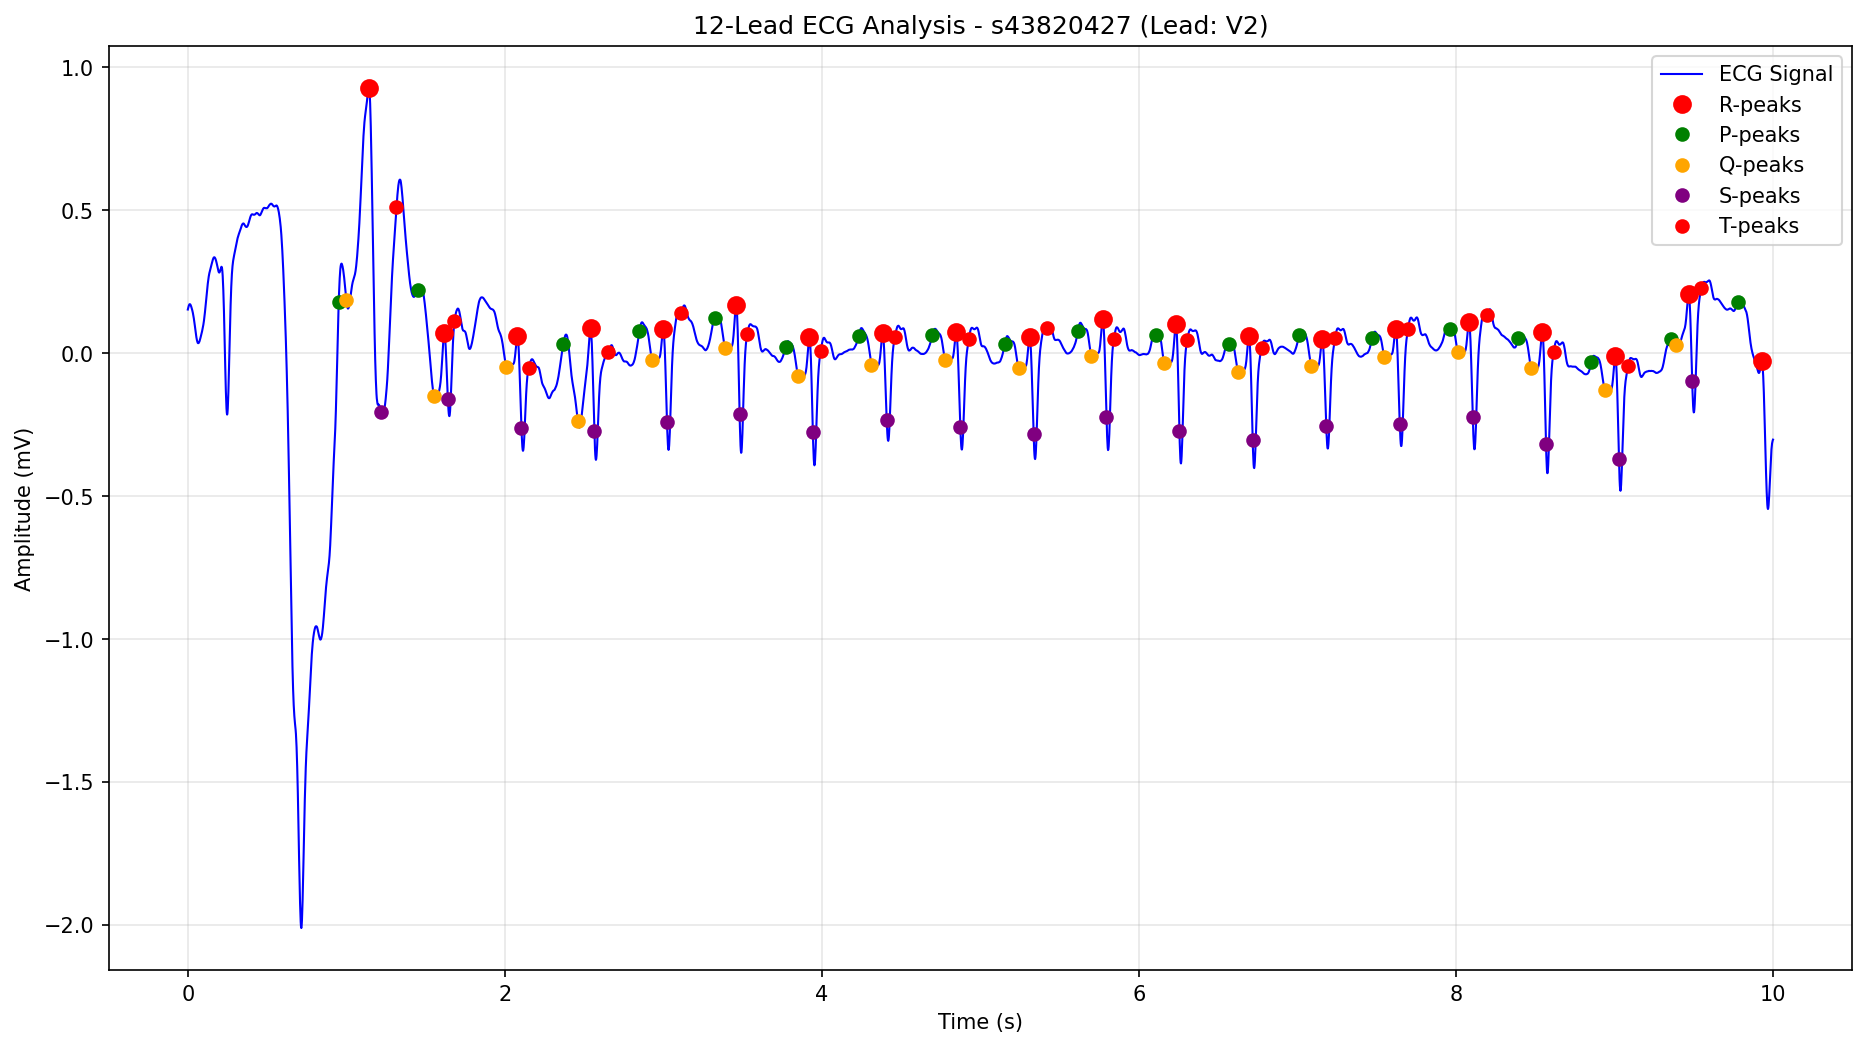 12-Lead ECG Analysis - s43820427 (Lead: V2)
ECG Signal
R-peaks
P-peaks
Q-peaks
S-peaks
T-peaks
Amplitude (mV)
1.0
0.5
0.0
−0.5
−1.0
−1.5
−2.0
0 2 4 6 8 10
Time (s)